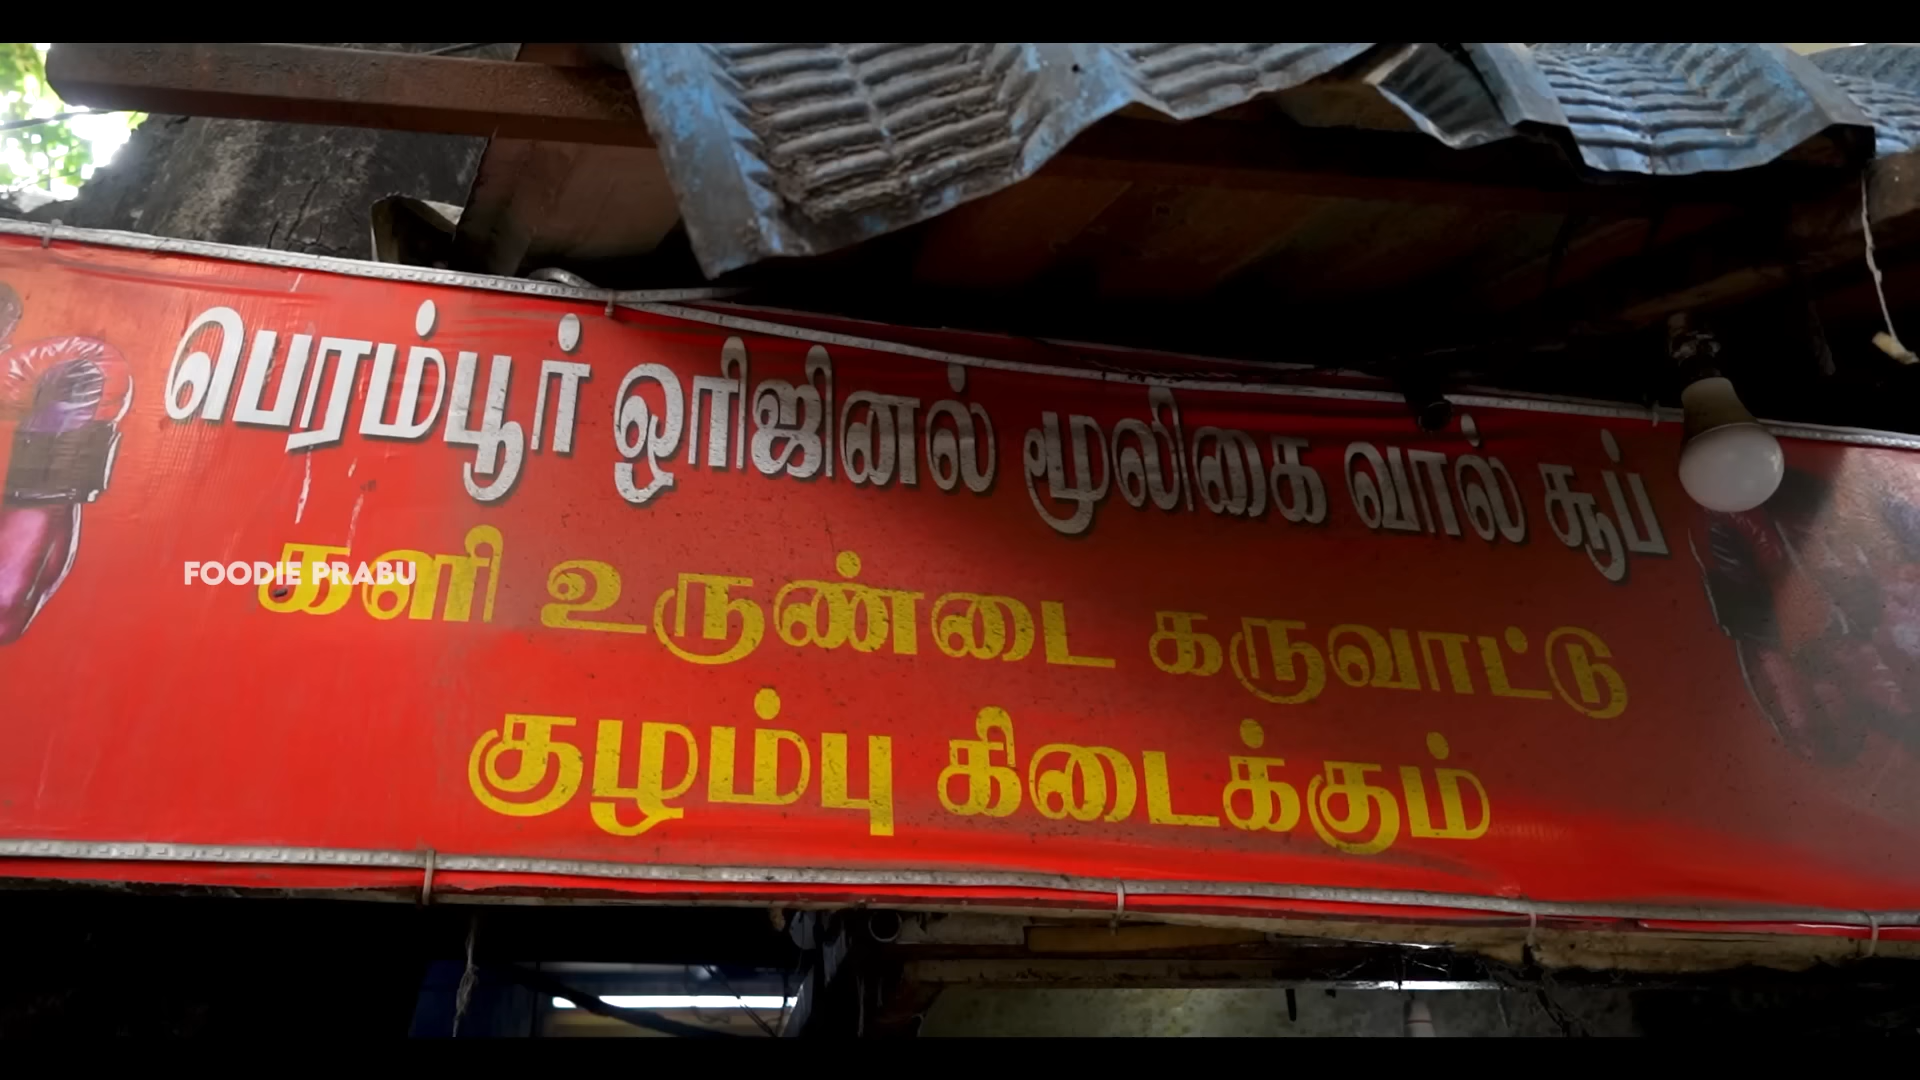 பெரம்பூர் ஒரிஜினல் மூலிகை வால் சூப்
களி உருண்டை கருவாட்டு
குழம்பு கிடைக்கும்
FOODIE PRABU